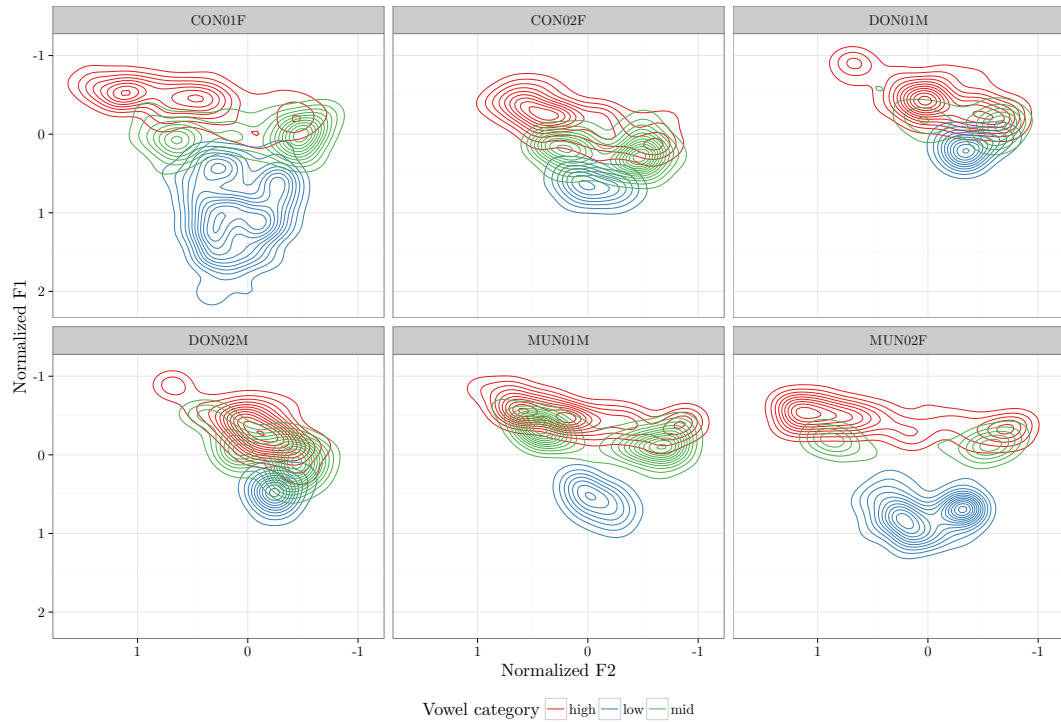 CON01F
CON02F
DON01M
-1
0
1
2
DON02M
MUN01M
MUN02F
-1
0
1
2
Normalized F1
1
0
-1
1
0
-1
1
0
-1
Normalized F2
Vowel category high low mid